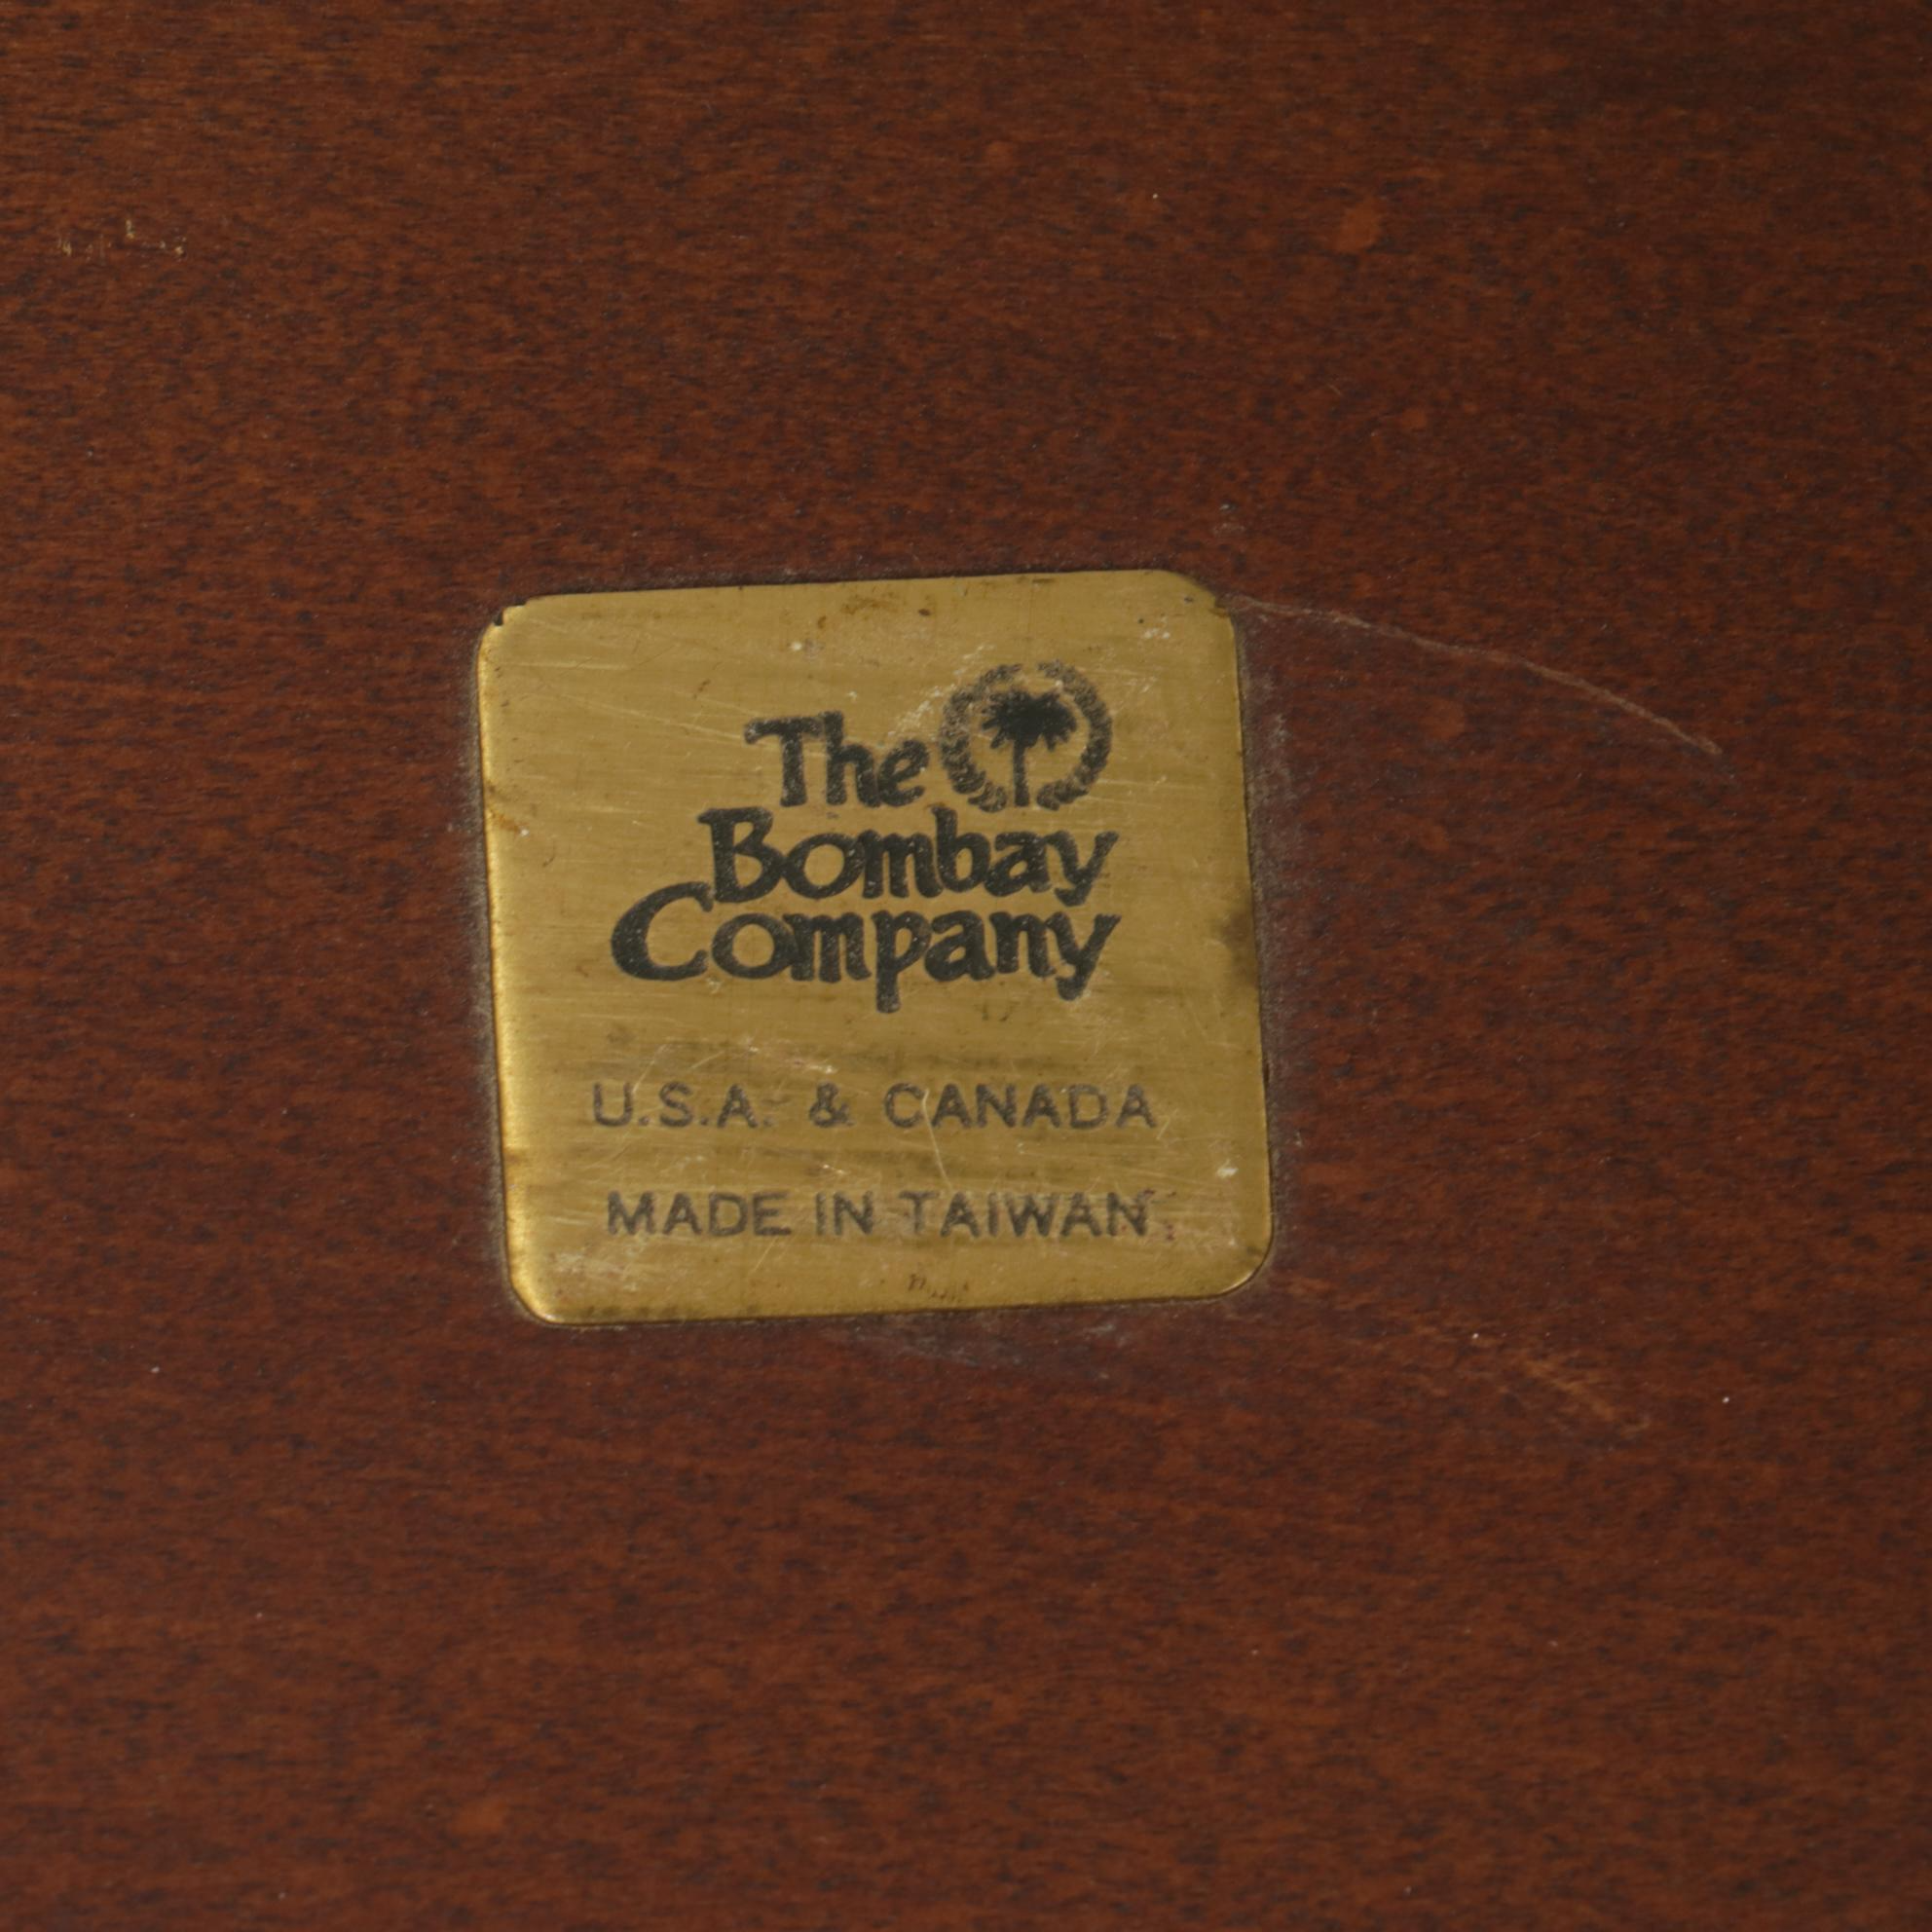 The
Bombay
Company
U.S.A. & CANADA
MADE IN TAIWAN